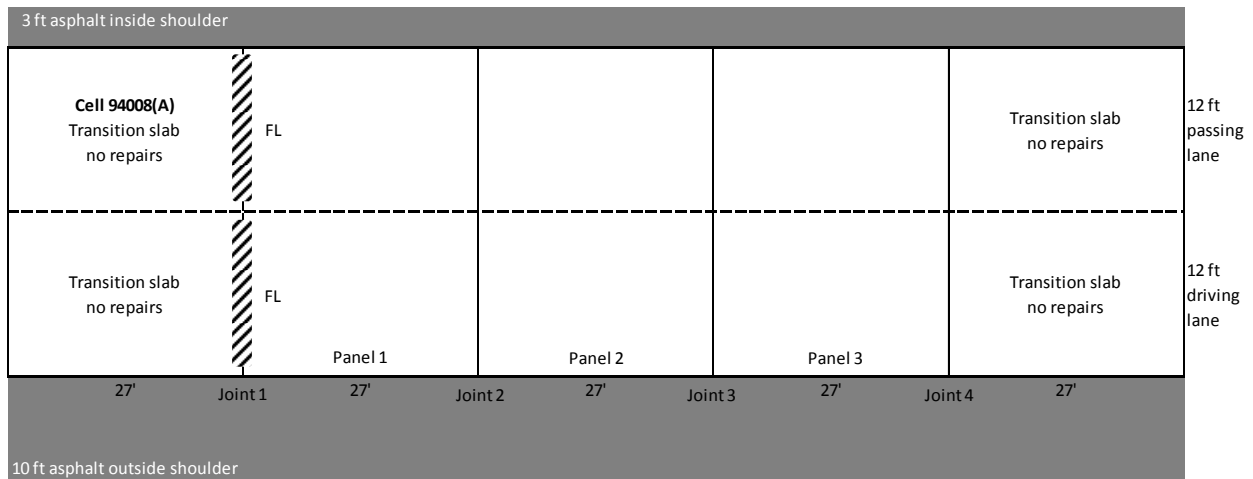 3 ft asphalt inside shoulder
Cell 94008(A)
Transition slab
no repairs
FL
Transition slab
no repairs
12 ft
passing
lane
Transition slab
no repairs
FL
Transition slab
no repairs
12 ft
driving
lane
Panel 1
Panel 2
Panel 3
27'
Joint 1
27'
Joint 2
27'
Joint 3
27'
Joint 4
27'
10 ft asphalt outside shoulder